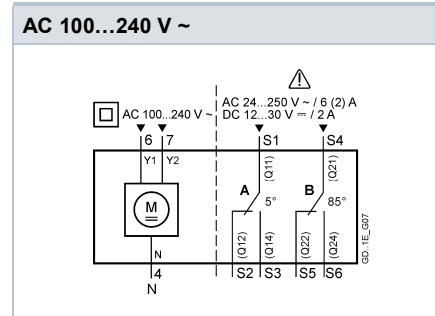 AC 100…240 V ~
AC 24...250 V ~ / 6 (2) A
AC 100...240 V ~
DC 12...30 V ⎓ / 2 A
6 7 S1 S4
Y1 Y2 (Q11) (Q21)
A B
M 5° 85°
N (Q12) (Q14) (Q22) (Q24)
4 S2 S3 S5 S6
N
GD..1E_G07